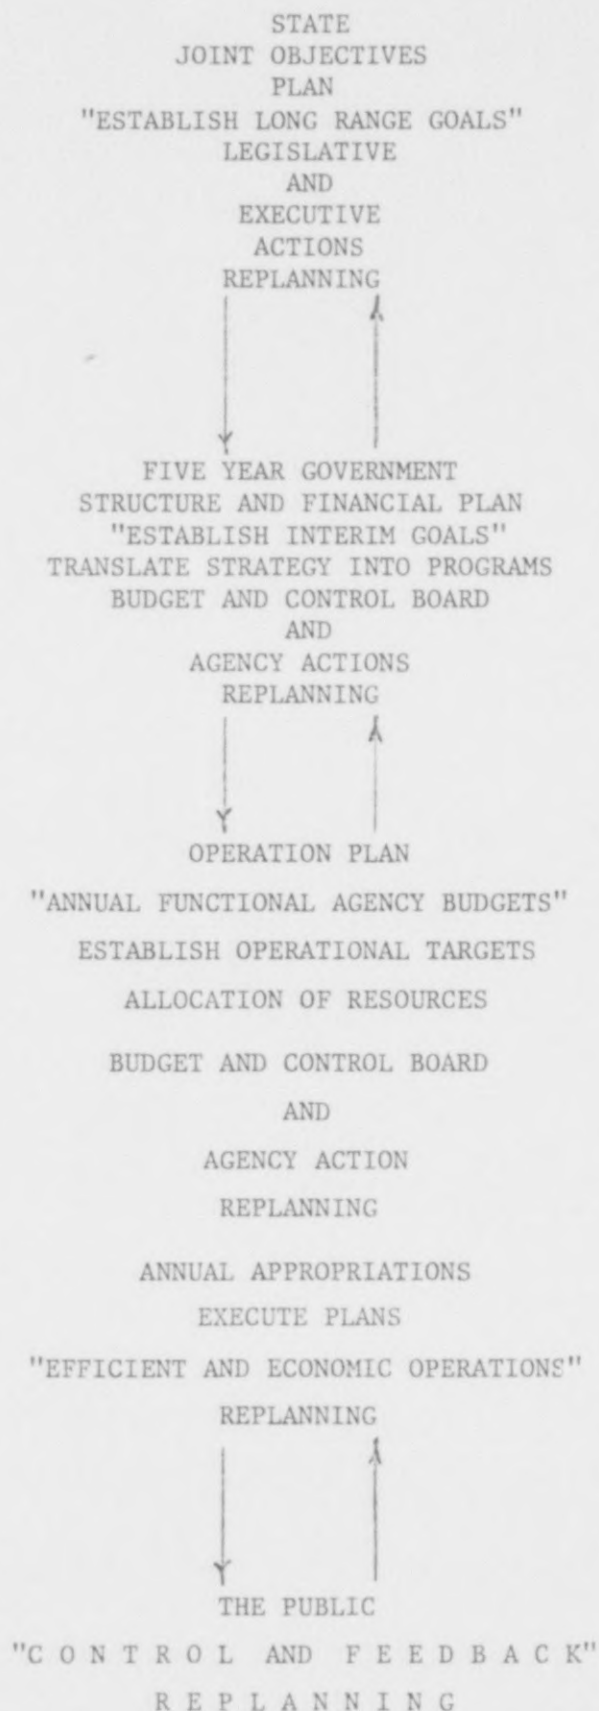 STATE
JOINT OBJECTIVES
PLAN
"ESTABLISH LONG RANGE GOALS"
LEGISLATIVE
AND
EXECUTIVE
ACTIONS
REPLANNING
FIVE YEAR GOVERNMENT
STRUCTURE AND FINANCIAL PLAN
"ESTABLISH INTERIM GOALS"
TRANSLATE STRATEGY INTO PROGRAMS
BUDGET AND CONTROL BOARD
AND
AGENCY ACTIONS
REPLANNING
OPERATION PLAN
"ANNUAL FUNCTIONAL AGENCY BUDGETS"
ESTABLISH OPERATIONAL TARGETS
ALLOCATION OF RESOURCES
BUDGET AND CONTROL BOARD
AND
AGENCY ACTION
REPLANNING
ANNUAL APPROPRIATIONS
EXECUTE PLANS
"EFFICIENT AND ECONOMIC OPERATIONS"
REPLANNING
THE PUBLIC
"C O N T R O L AND F E E D B A C K"
R E P L A N N I N G